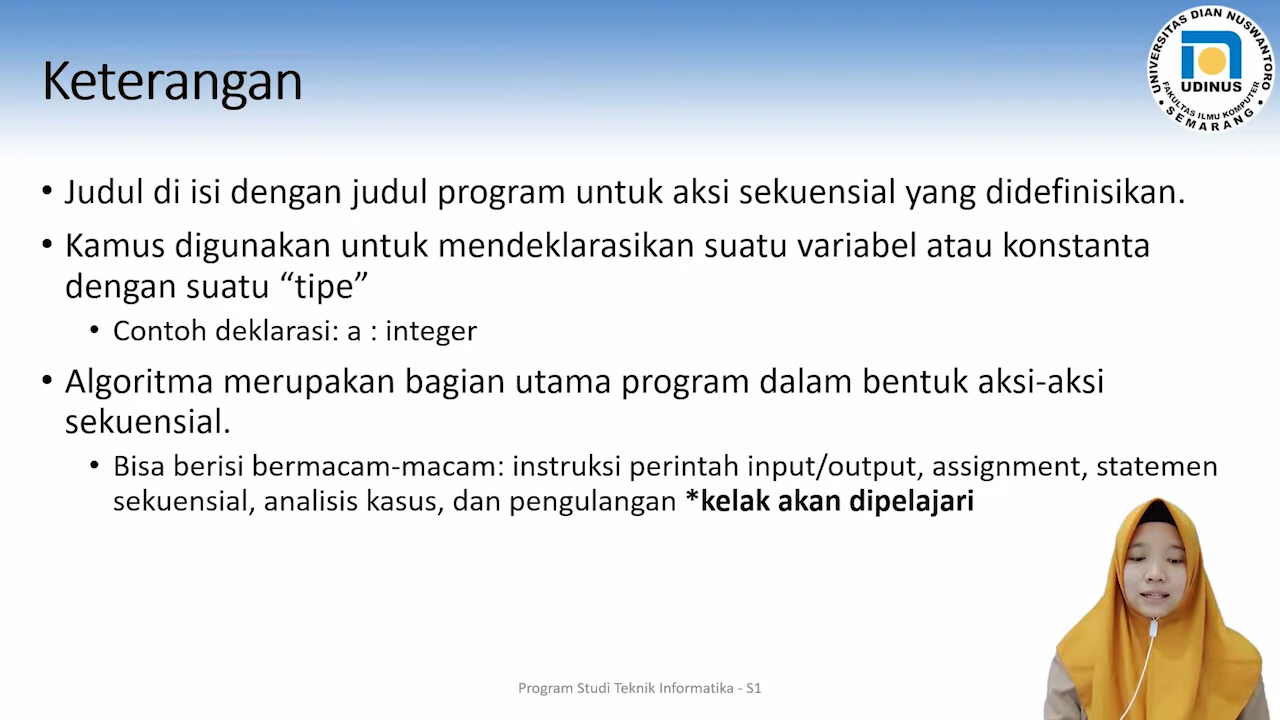 Keterangan
UNIVERSITAS DIAN NUSWANTORO
UDINUS
FAKULTAS ILMU KOMPUTER
• SEMARANG •
• Judul di isi dengan judul program untuk aksi sekuensial yang didefinisikan.
• Kamus digunakan untuk mendeklarasikan suatu variabel atau konstanta
dengan suatu “tipe”
• Contoh deklarasi: a : integer
• Algoritma merupakan bagian utama program dalam bentuk aksi-aksi
sekuensial.
• Bisa berisi bermacam-macam: instruksi perintah input/output, assignment, statemen
sekuensial, analisis kasus, dan pengulangan *kelak akan dipelajari
Program Studi Teknik Informatika - S1